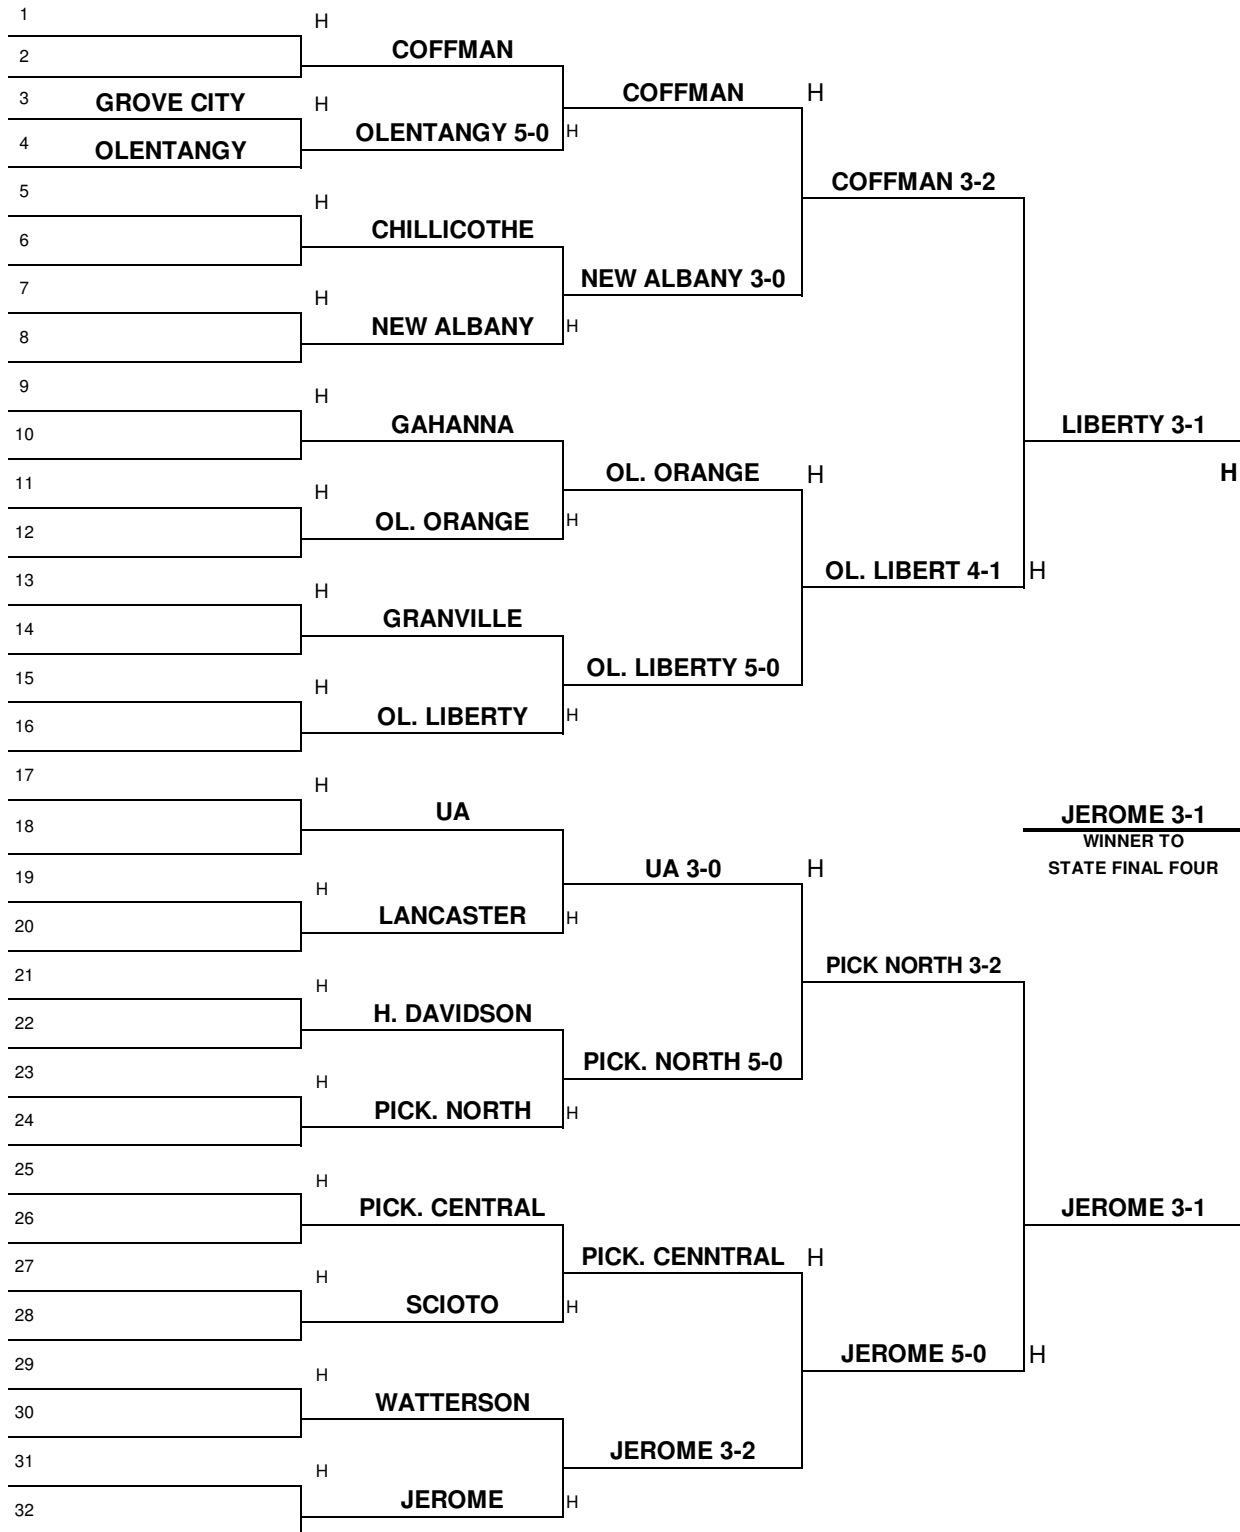 1
H
2
COFFMAN
3
GROVE CITY
H
COFFMAN
H
4
OLENTANGY
OLENTANGY 5-0
H
5
H
COFFMAN 3-2
6
CHILLICOTHE
7
H
NEW ALBANY 3-0
8
NEW ALBANY
H
9
H
10
GAHANNA
LIBERTY 3-1
11
H
OL. ORANGE
H
H
12
OL. ORANGE
H
13
H
OL. LIBERT 4-1
H
14
GRANVILLE
15
H
OL. LIBERTY 5-0
16
OL. LIBERTY
H
17
H
18
UA
JEROME 3-1
WINNER TO
STATE FINAL FOUR
19
H
UA 3-0
H
20
LANCASTER
H
21
H
PICK NORTH 3-2
22
H. DAVIDSON
23
H
PICK. NORTH 5-0
24
PICK. NORTH
H
25
H
26
PICK. CENTRAL
JEROME 3-1
27
H
PICK. CENNTRAL
H
28
SCIOTO
H
29
H
JEROME 5-0
H
30
WATTERSON
31
H
JEROME 3-2
32
JEROME
H